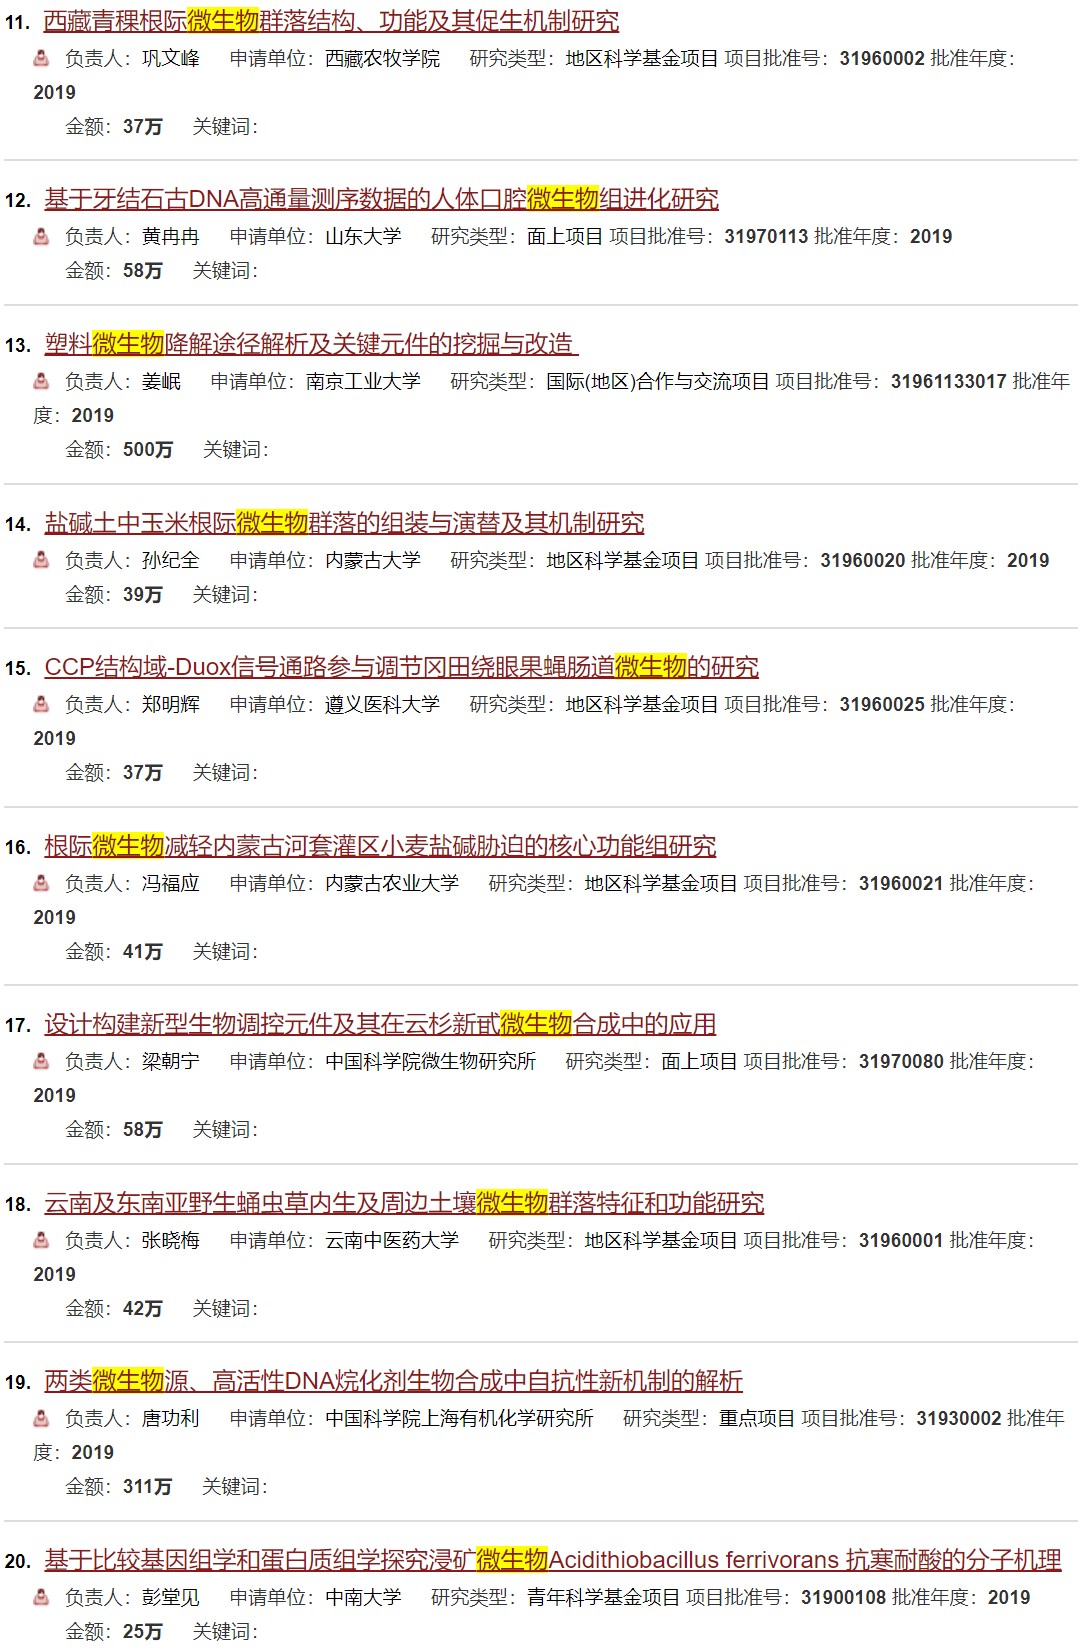 11. 西藏青稞根际微生物群落结构、功能及其促生机制研究
负责人：巩文峰 申请单位：西藏农牧学院 研究类型：地区科学基金项目 项目批准号：31960002 批准年度：
2019
金额：37万 关键词：
12. 基于牙结石古DNA高通量测序数据的人体口腔微生物组进化研究
负责人：黄冉冉 申请单位：山东大学 研究类型：面上项目 项目批准号：31970113 批准年度：2019
金额：58万 关键词：
13. 塑料微生物降解途径解析及关键元件的挖掘与改造
负责人：姜岷 申请单位：南京工业大学 研究类型：国际(地区)合作与交流项目 项目批准号：31961133017 批准年
度：2019
金额：500万 关键词：
14. 盐碱土中玉米根际微生物群落的组装与演替及其机制研究
负责人：孙纪全 申请单位：内蒙古大学 研究类型：地区科学基金项目 项目批准号：31960020 批准年度：2019
金额：39万 关键词：
15. CCP结构域-Duox信号通路参与调节冈田绕眼果蝇肠道微生物的研究
负责人：郑明辉 申请单位：遵义医科大学 研究类型：地区科学基金项目 项目批准号：31960025 批准年度：
2019
金额：37万 关键词：
16. 根际微生物减轻内蒙古河套灌区小麦盐碱胁迫的核心功能组研究
负责人：冯福应 申请单位：内蒙古农业大学 研究类型：地区科学基金项目 项目批准号：31960021 批准年度：
2019
金额：41万 关键词：
17. 设计构建新型生物调控元件及其在云杉新甙微生物合成中的应用
负责人：梁朝宁 申请单位：中国科学院微生物研究所 研究类型：面上项目 项目批准号：31970080 批准年度：
2019
金额：58万 关键词：
18. 云南及东南亚野生蛹虫草内生及周边土壤微生物群落特征和功能研究
负责人：张晓梅 申请单位：云南中医药大学 研究类型：地区科学基金项目 项目批准号：31960001 批准年度：
2019
金额：42万 关键词：
19. 两类微生物源、高活性DNA烷化剂生物合成中自抗性新机制的解析
负责人：唐功利 申请单位：中国科学院上海有机化学研究所 研究类型：重点项目 项目批准号：31930002 批准年
度：2019
金额：311万 关键词：
20. 基于比较基因组学和蛋白质组学探究浸矿微生物Acidithiobacillus ferrivorans 抗寒耐酸的分子机理
负责人：彭堂见 申请单位：中南大学 研究类型：青年科学基金项目 项目批准号：31900108 批准年度：2019
金额：25万 关键词：